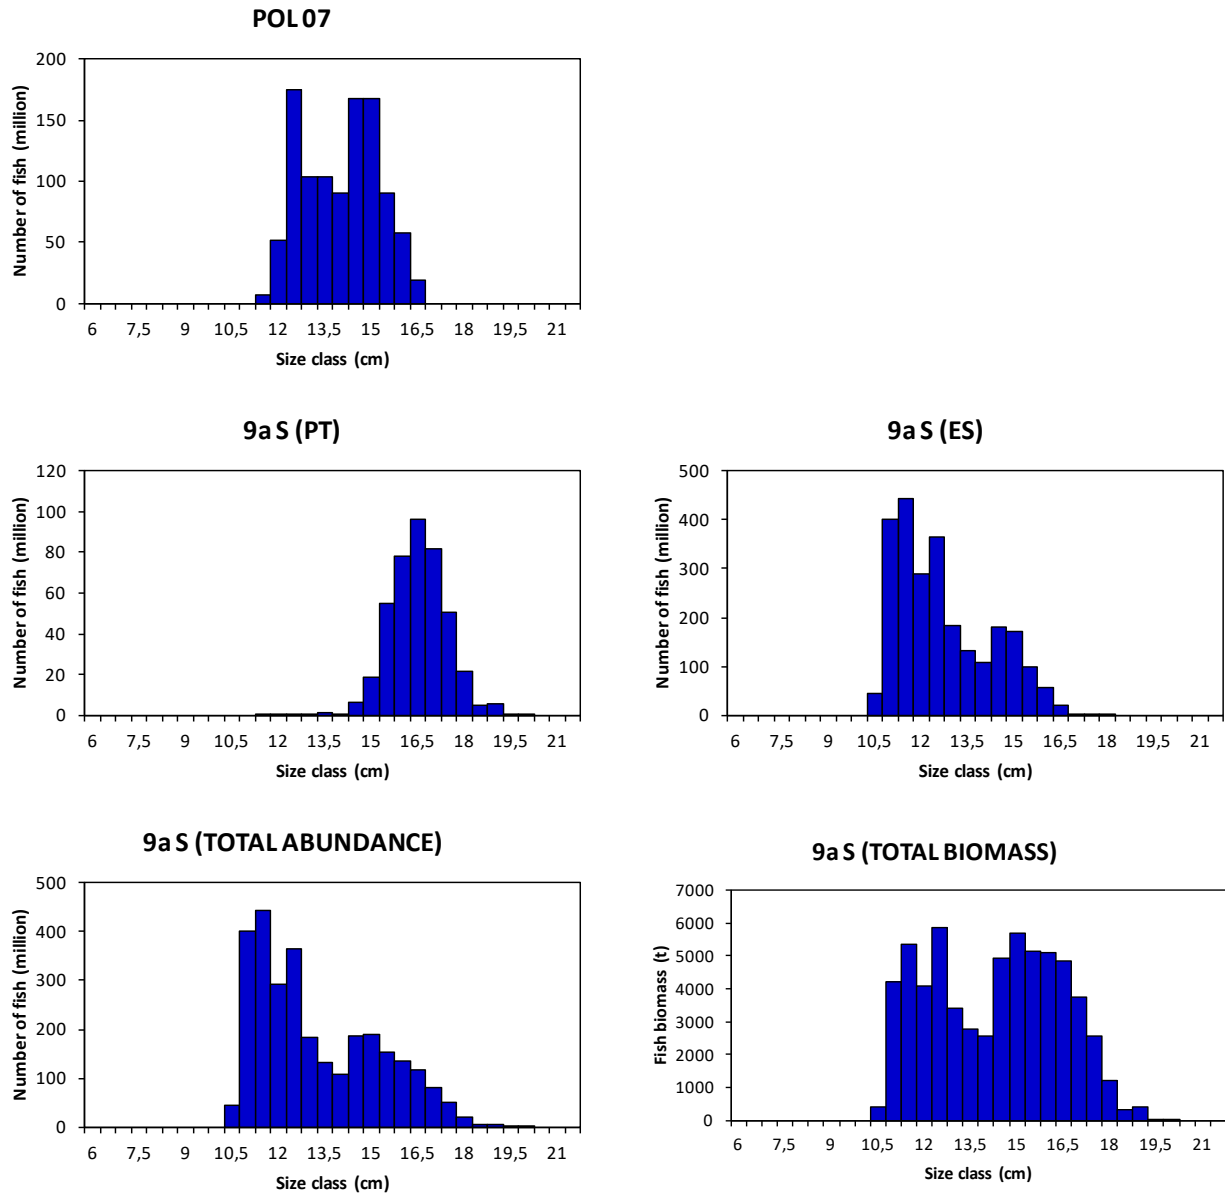 POL 07
200
150
100
50
0
Number of fish (million)
6 7,5 9 10,5 12 13,5 15 16,5 18 19,5 21
Size class (cm)
9a S (PT)
120
100
80
60
40
20
0
Number of fish (million)
6 7,5 9 10,5 12 13,5 15 16,5 18 19,5 21
Size class (cm)
9a S (ES)
500
400
300
200
100
0
Number of fish (million)
6 7,5 9 10,5 12 13,5 15 16,5 18 19,5 21
Size class (cm)
9a S (TOTAL ABUNDANCE)
500
400
300
200
100
0
Number of fish (million)
6 7,5 9 10,5 12 13,5 15 16,5 18 19,5 21
Size class (cm)
9a S (TOTAL BIOMASS)
7000
6000
5000
4000
3000
2000
1000
0
Fish biomass (t)
6 7,5 9 10,5 12 13,5 15 16,5 18 19,5 21
Size class (cm)